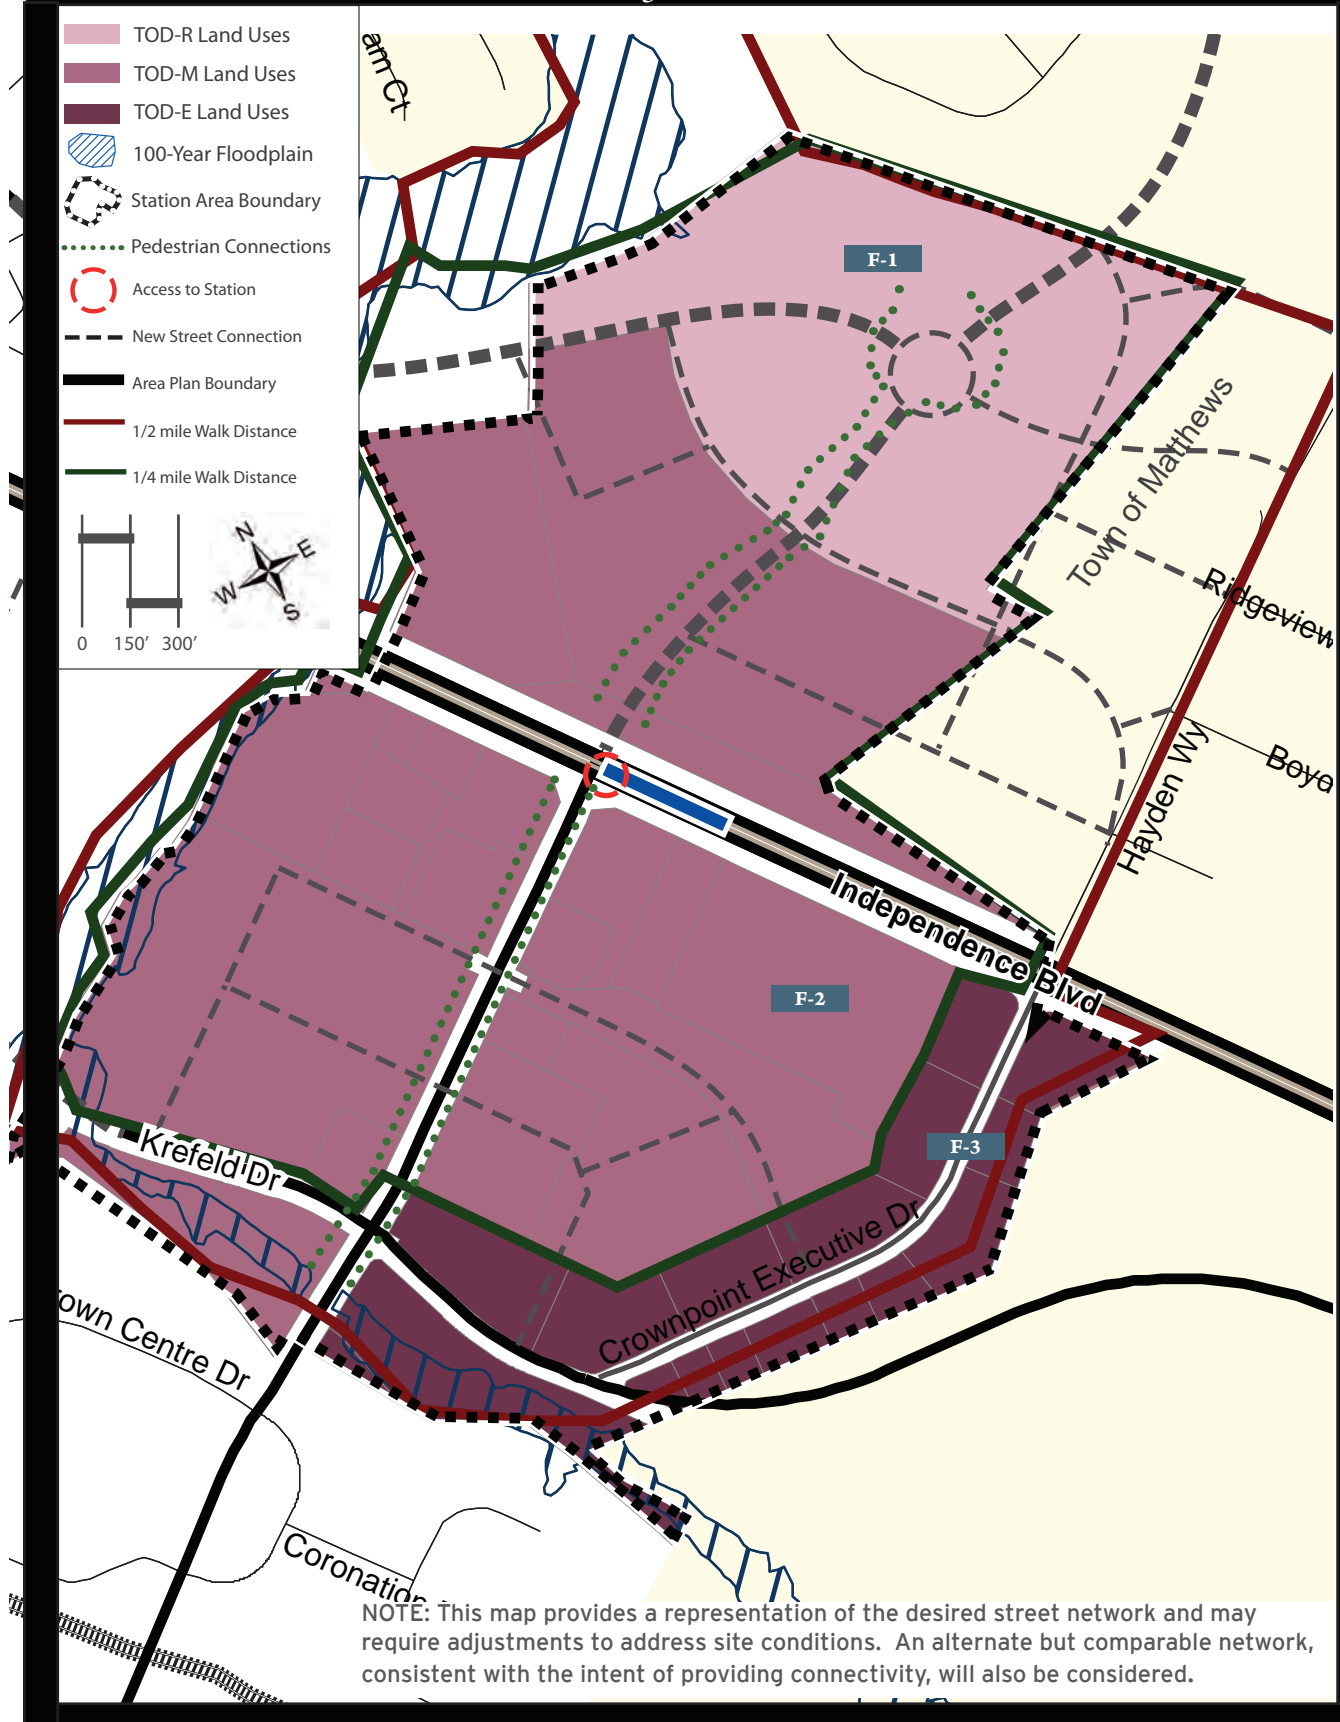 TOD-R Land Uses
TOD-M Land Uses
TOD-E Land Uses
100-Year Floodplain
Station Area Boundary
Pedestrian Connections
Access to Station
New Street Connection
Area Plan Boundary
1/2 mile Walk Distance
1/4 mile Walk Distance
N
E
W
S
0 150’ 300’
am Ct
F-1
Town of Matthews
Ridgeview
Boyd
Hayden Wy
Independence Blvd
F-2
F-3
Krefeld Dr
Crownpoint Executive Dr
own Centre Dr
Coronation
NOTE: This map provides a representation of the desired street network and may
require adjustments to address site conditions.  An alternate but comparable network,
consistent with the intent of providing connectivity, will also be considered.